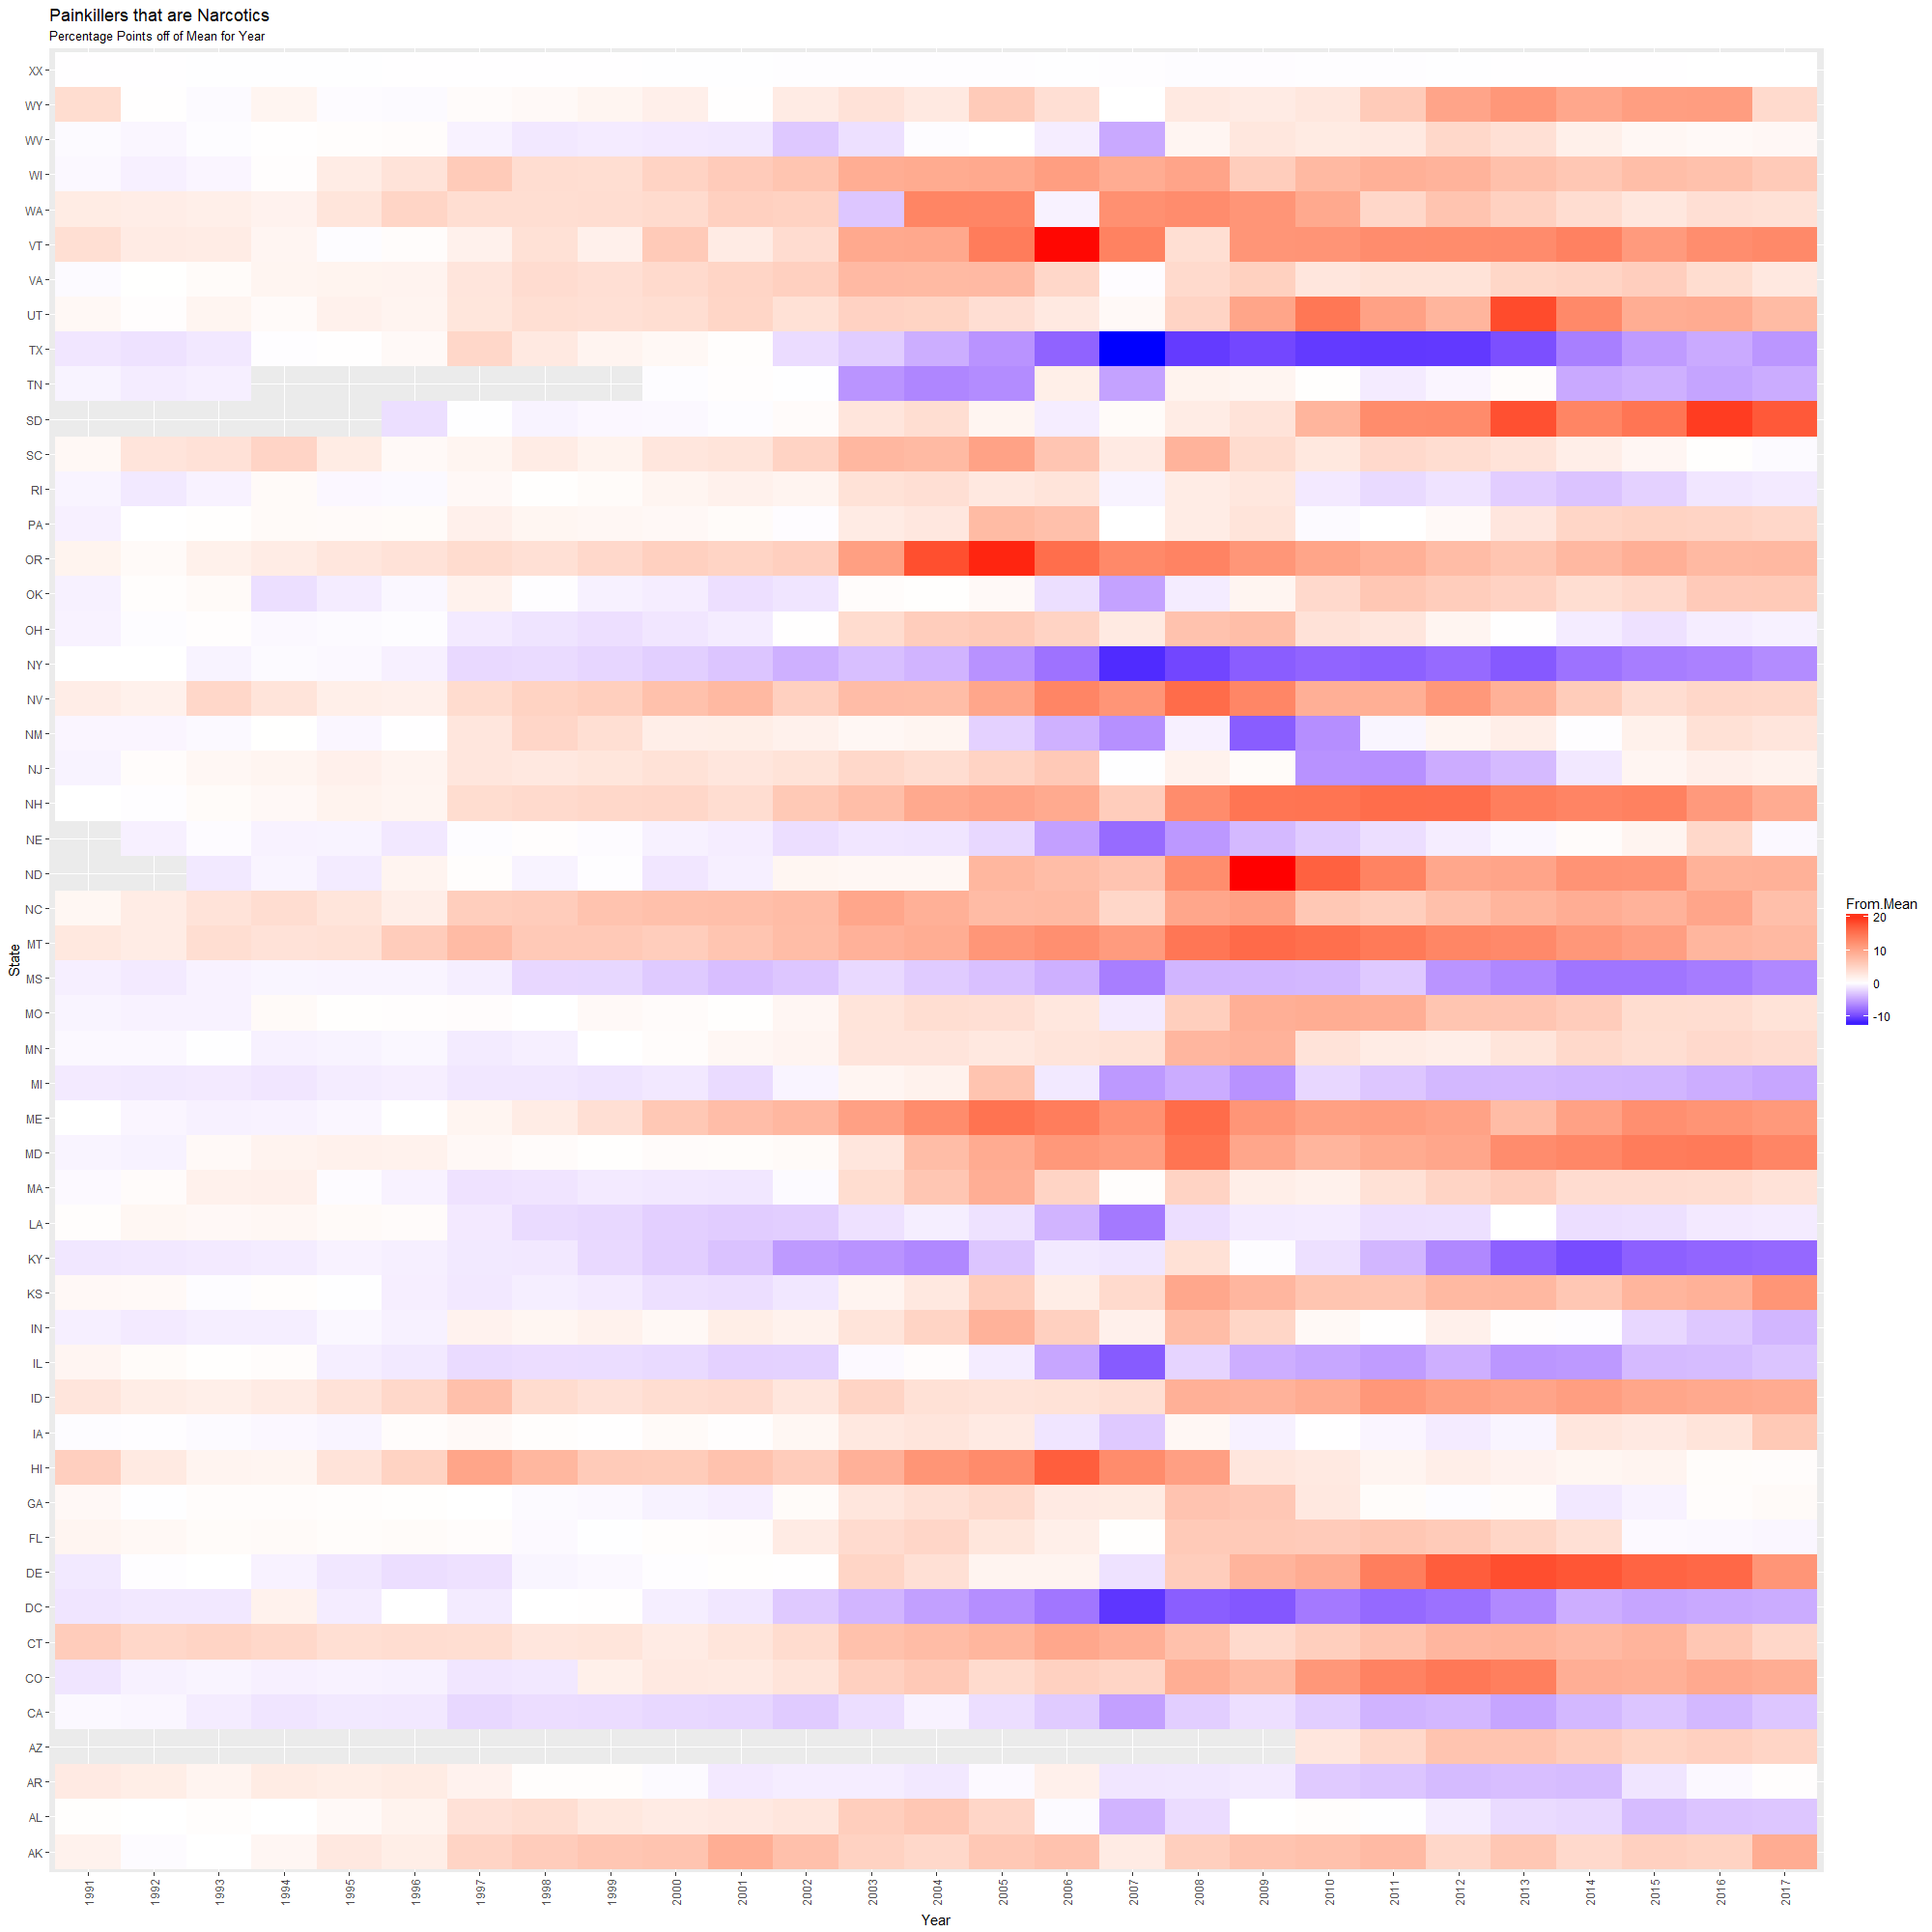 Painkillers that are Narcotics
Percentage Points off of Mean for Year
XX
WY
WV
WI
WA
VT
VA
UT
TX
TN
SD
SC
RI
PA
OR
OK
OH
NY
NV
NM
NJ
NH
NE
ND
NC
MT
MS
MO
MN
MI
ME
MD
MA
LA
KY
KS
IN
IL
ID
IA
HI
GA
FL
DE
DC
CT
CO
CA
AZ
AR
AL
AK
State
1991
1992
1993
1994
1995
1996
1997
1998
1999
2000
2001
2002
2003
2004
2005
2006
2007
2008
2009
2010
2011
2012
2013
2014
2015
2016
2017
Year
From.Mean
20
10
0
-10